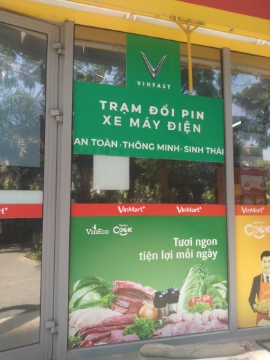 VINFAST
TRẠM ĐỔI PIN
XE MÁY ĐIỆN
AN TOÀN · THÔNG MINH · SINH THÁI
VinMart+
VinMart+
VinMart+
VinEco
COOK
COOK
Tươi ngon
tiện lợi mỗi ngày